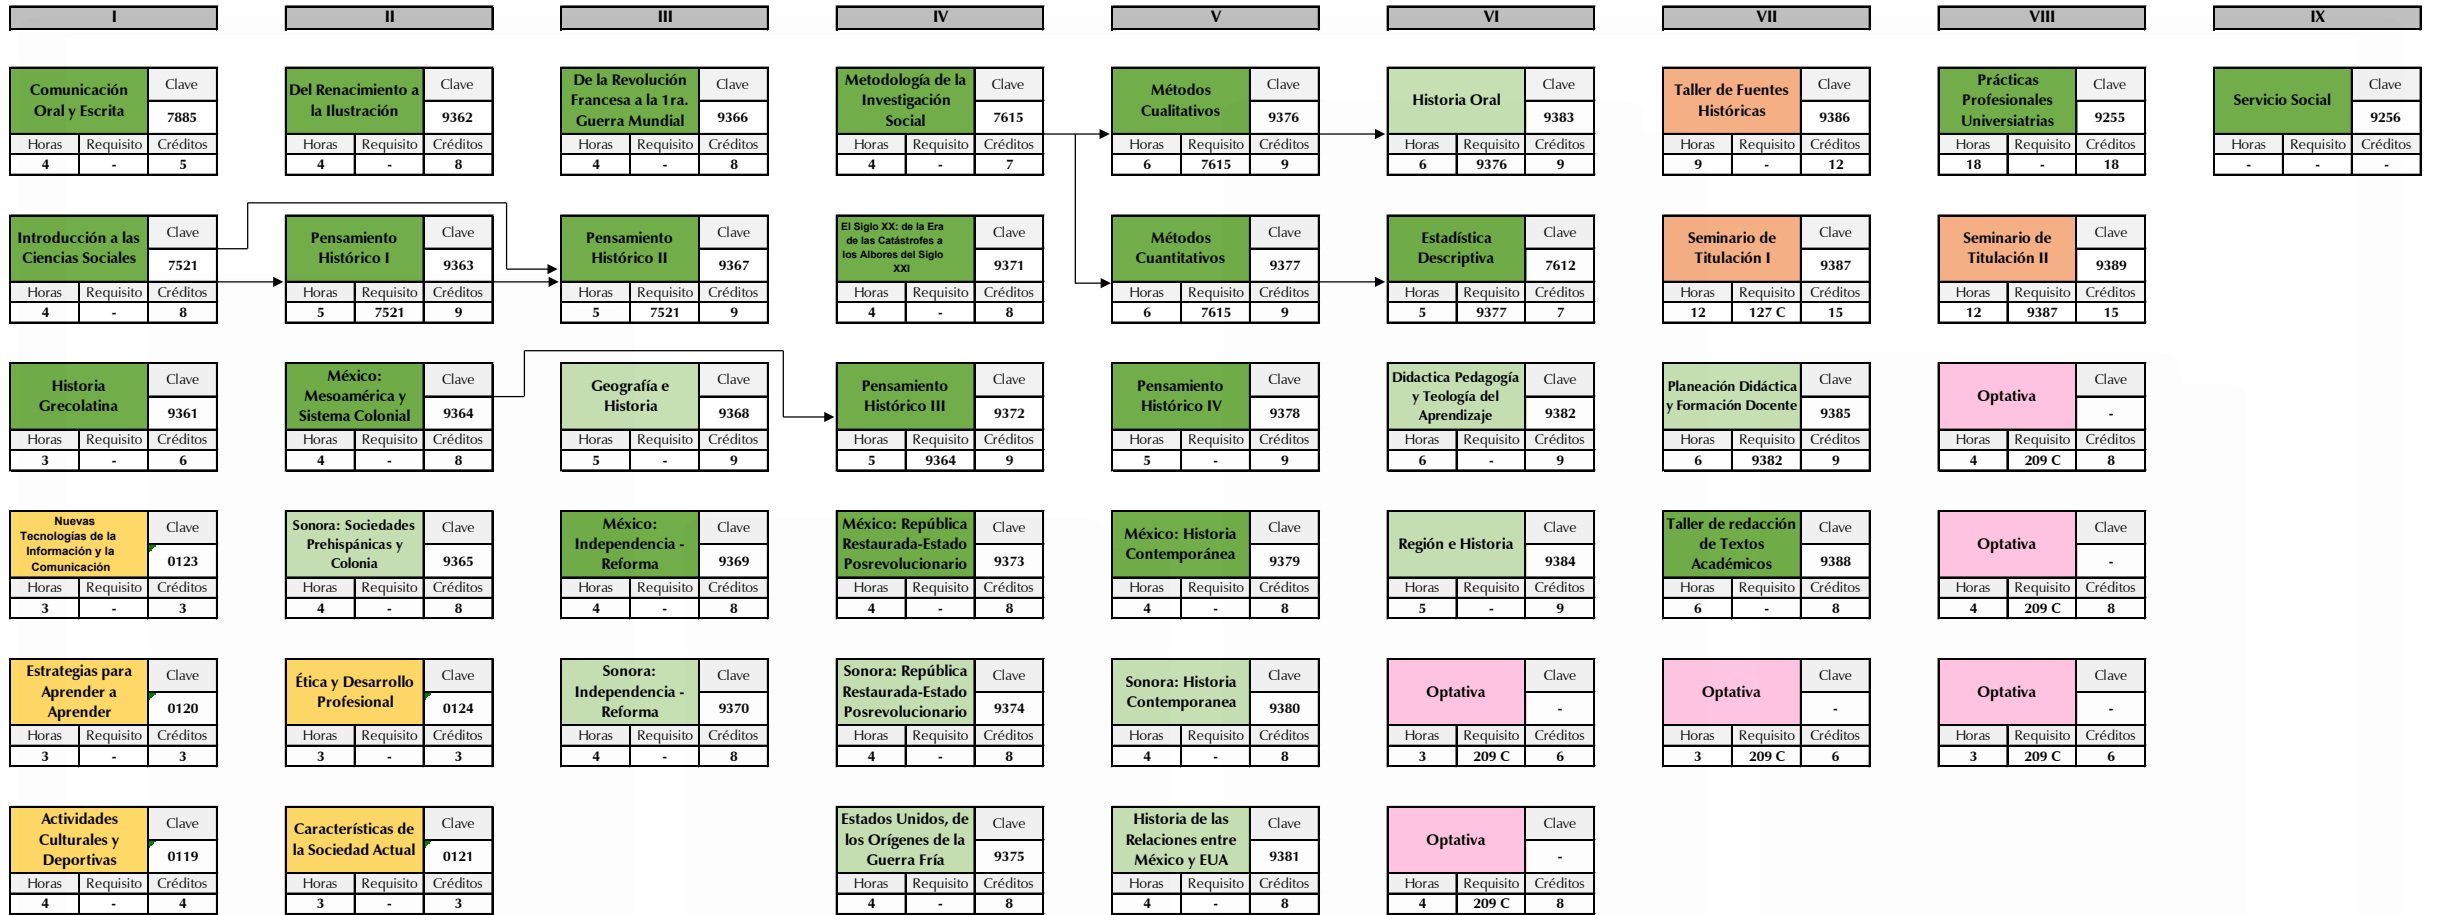 I II III IV V VI VII VIII IX
Comunicación
Oral y Escrita
Clave
7885
Horas Requisito Créditos
4 - 5
Del Renacimiento a
la Ilustración
Clave
9362
Horas Requisito Créditos
4 - 8
De la Revolución
Francesa a la 1ra.
Guerra Mundial
Clave
9366
Horas Requisito Créditos
4 - 8
Metodología de la
Investigación
Social
Clave
7615
Horas Requisito Créditos
4 - 7
Métodos
Cualitativos
Clave
9376
Horas Requisito Créditos
6 7615 9
Historia Oral
Clave
9383
Horas Requisito Créditos
6 9376 9
Taller de Fuentes
Históricas
Clave
9386
Horas Requisito Créditos
9 - 12
Prácticas
Profesionales
Universiatrias
Clave
9255
Horas Requisito Créditos
18 - 18
Servicio Social
Clave
9256
Horas Requisito Créditos
- - -
Introducción a las
Ciencias Sociales
Clave
7521
Horas Requisito Créditos
4 - 8
Pensamiento
Histórico I
Clave
9363
Horas Requisito Créditos
5 7521 9
Pensamiento
Histórico II
Clave
9367
Horas Requisito Créditos
5 7521 9
El Siglo XX: de la Era
de las Catástrofes a
los Albores del Siglo
XXI
Clave
9371
Horas Requisito Créditos
4 - 8
Métodos
Cuantitativos
Clave
9377
Horas Requisito Créditos
6 7615 9
Estadística
Descriptiva
Clave
7612
Horas Requisito Créditos
5 9377 7
Seminario de
Titulación I
Clave
9387
Horas Requisito Créditos
12 127 C 15
Seminario de
Titulación II
Clave
9389
Horas Requisito Créditos
12 9387 15
Historia
Grecolatina
Clave
9361
Horas Requisito Créditos
3 - 6
México:
Mesoamérica y
Sistema Colonial
Clave
9364
Horas Requisito Créditos
4 - 8
Geografía e
Historia
Clave
9368
Horas Requisito Créditos
5 - 9
Pensamiento
Histórico III
Clave
9372
Horas Requisito Créditos
5 9364 9
Pensamiento
Histórico IV
Clave
9378
Horas Requisito Créditos
5 - 9
Didactica Pedagogía
y Teología del
Aprendizaje
Clave
9382
Horas Requisito Créditos
6 - 9
Planeación Didáctica
y Formación Docente
Clave
9385
Horas Requisito Créditos
6 9382 9
Optativa
Clave
-
Horas Requisito Créditos
4 209 C 8
Nuevas
Tecnologías de la
Información y la
Comunicación
Clave
0123
Horas Requisito Créditos
3 - 3
Sonora: Sociedades
Prehispánicas y
Colonia
Clave
9365
Horas Requisito Créditos
4 - 8
México:
Independencia -
Reforma
Clave
9369
Horas Requisito Créditos
4 - 8
México: República
Restaurada-Estado
Posrevolucionario
Clave
9373
Horas Requisito Créditos
4 - 8
México: Historia
Contemporánea
Clave
9379
Horas Requisito Créditos
4 - 8
Región e Historia
Clave
9384
Horas Requisito Créditos
5 - 9
Taller de redacción
de Textos
Académicos
Clave
9388
Horas Requisito Créditos
6 - 8
Optativa
Clave
-
Horas Requisito Créditos
4 209 C 8
Estrategias para
Aprender a
Aprender
Clave
0120
Horas Requisito Créditos
3 - 3
Ética y Desarrollo
Profesional
Clave
0124
Horas Requisito Créditos
3 - 3
Sonora:
Independencia -
Reforma
Clave
9370
Horas Requisito Créditos
4 - 8
Sonora: República
Restaurada-Estado
Posrevolucionario
Clave
9374
Horas Requisito Créditos
4 - 8
Sonora: Historia
Contemporanea
Clave
9380
Horas Requisito Créditos
4 - 8
Optativa
Clave
-
Horas Requisito Créditos
3 209 C 6
Optativa
Clave
-
Horas Requisito Créditos
3 209 C 6
Optativa
Clave
-
Horas Requisito Créditos
3 209 C 6
Actividades
Culturales y
Deportivas
Clave
0119
Horas Requisito Créditos
4 - 4
Características de
la Sociedad Actual
Clave
0121
Horas Requisito Créditos
3 - 3
Estados Unidos, de
los Orígenes de la
Guerra Fría
Clave
9375
Horas Requisito Créditos
4 - 8
Historia de las
Relaciones entre
México y EUA
Clave
9381
Horas Requisito Créditos
4 - 8
Optativa
Clave
-
Horas Requisito Créditos
4 209 C 8